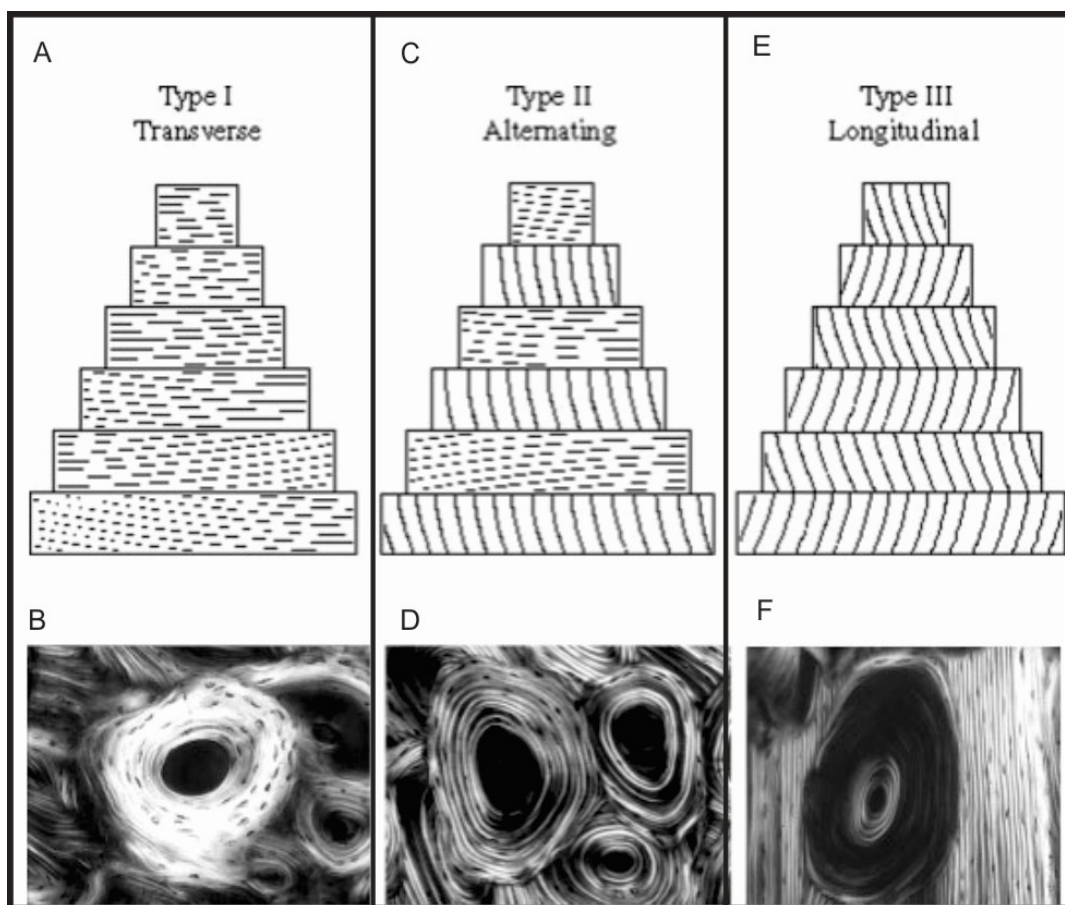 A
Type I
Transverse
B
C
Type II
Alternating
D
E
Type III
Longitudinal
F